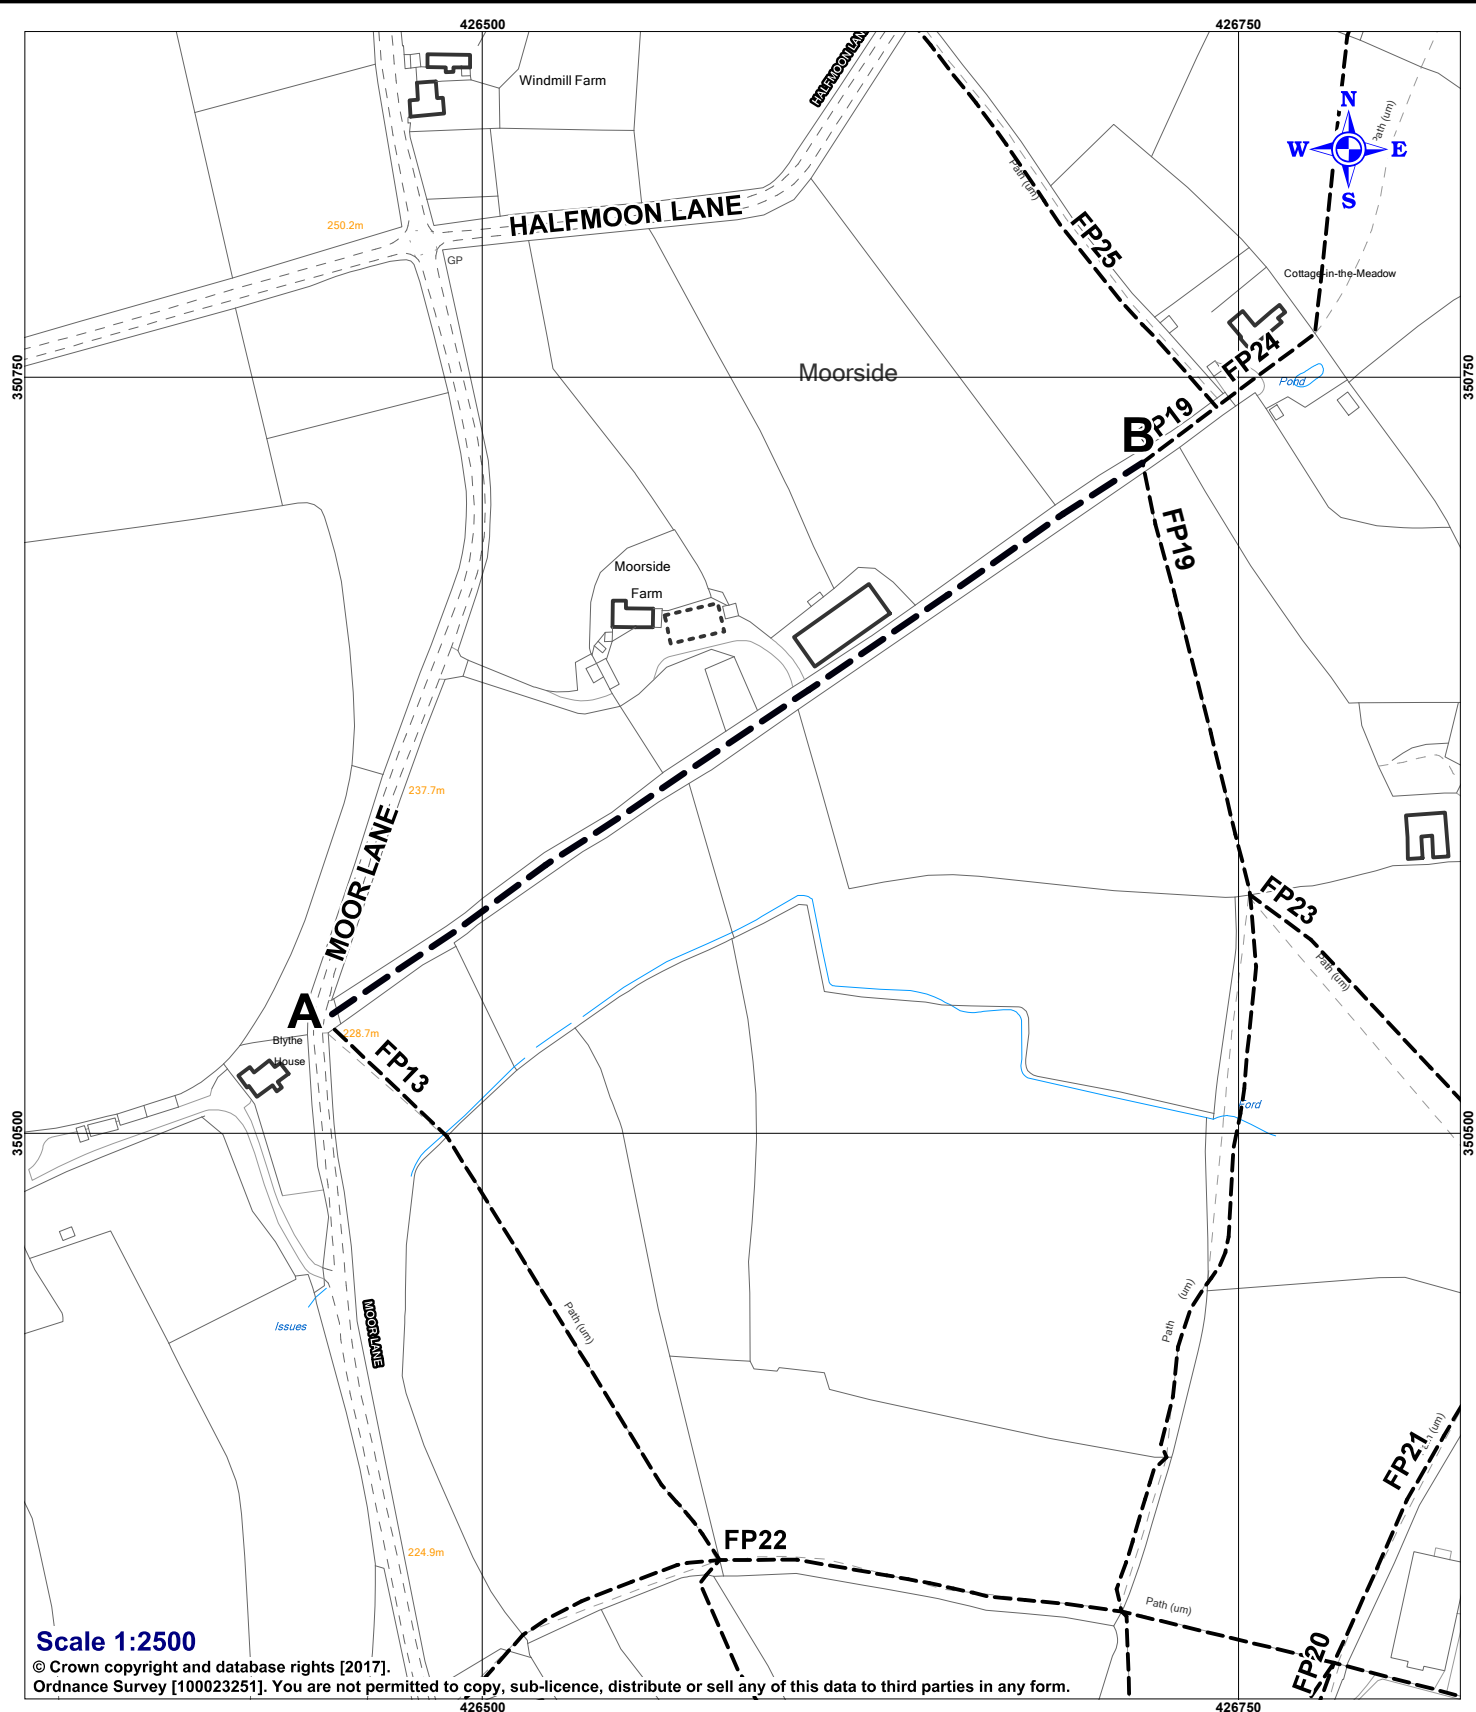 426500
426750
HALFMOON LANE
Windmill Farm
N
W
E
S
Path (um)
Path (um)
HALFMOON LANE
250.2m
GP
FP25
Cottage-in-the-Meadow
Moorside
350750
FP24
Pond
350750
P19
B
FP19
Moorside
Farm
237.7m
MOOR LANE
FP23
Path (um)
A
228.7m
Blythe
House
FP13
Ford
350500
350500
Path (um)
Path
(um)
MOOR LANE
Issues
FP21
FP22
224.9m
Path (um)
FP20
Scale 1:2500
© Crown copyright and database rights [2017].
Ordnance Survey [100023251]. You are not permitted to copy, sub-licence, distribute or sell any of this data to third parties in any form.
426500
426750